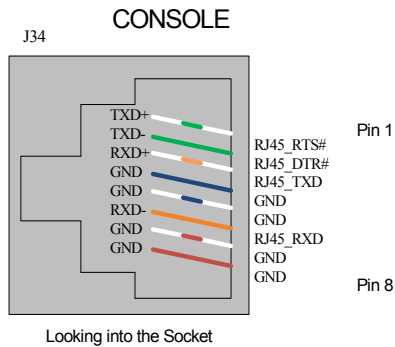 CONSOLE
J34
TXD+
TXD-
RXD+
GND
GND
RXD-
GND
GND
Pin 1
RJ45_RTS#
RJ45_DTR#
RJ45_TXD
GND
GND
RJ45_RXD
GND
GND
Pin 8
Looking into the Socket